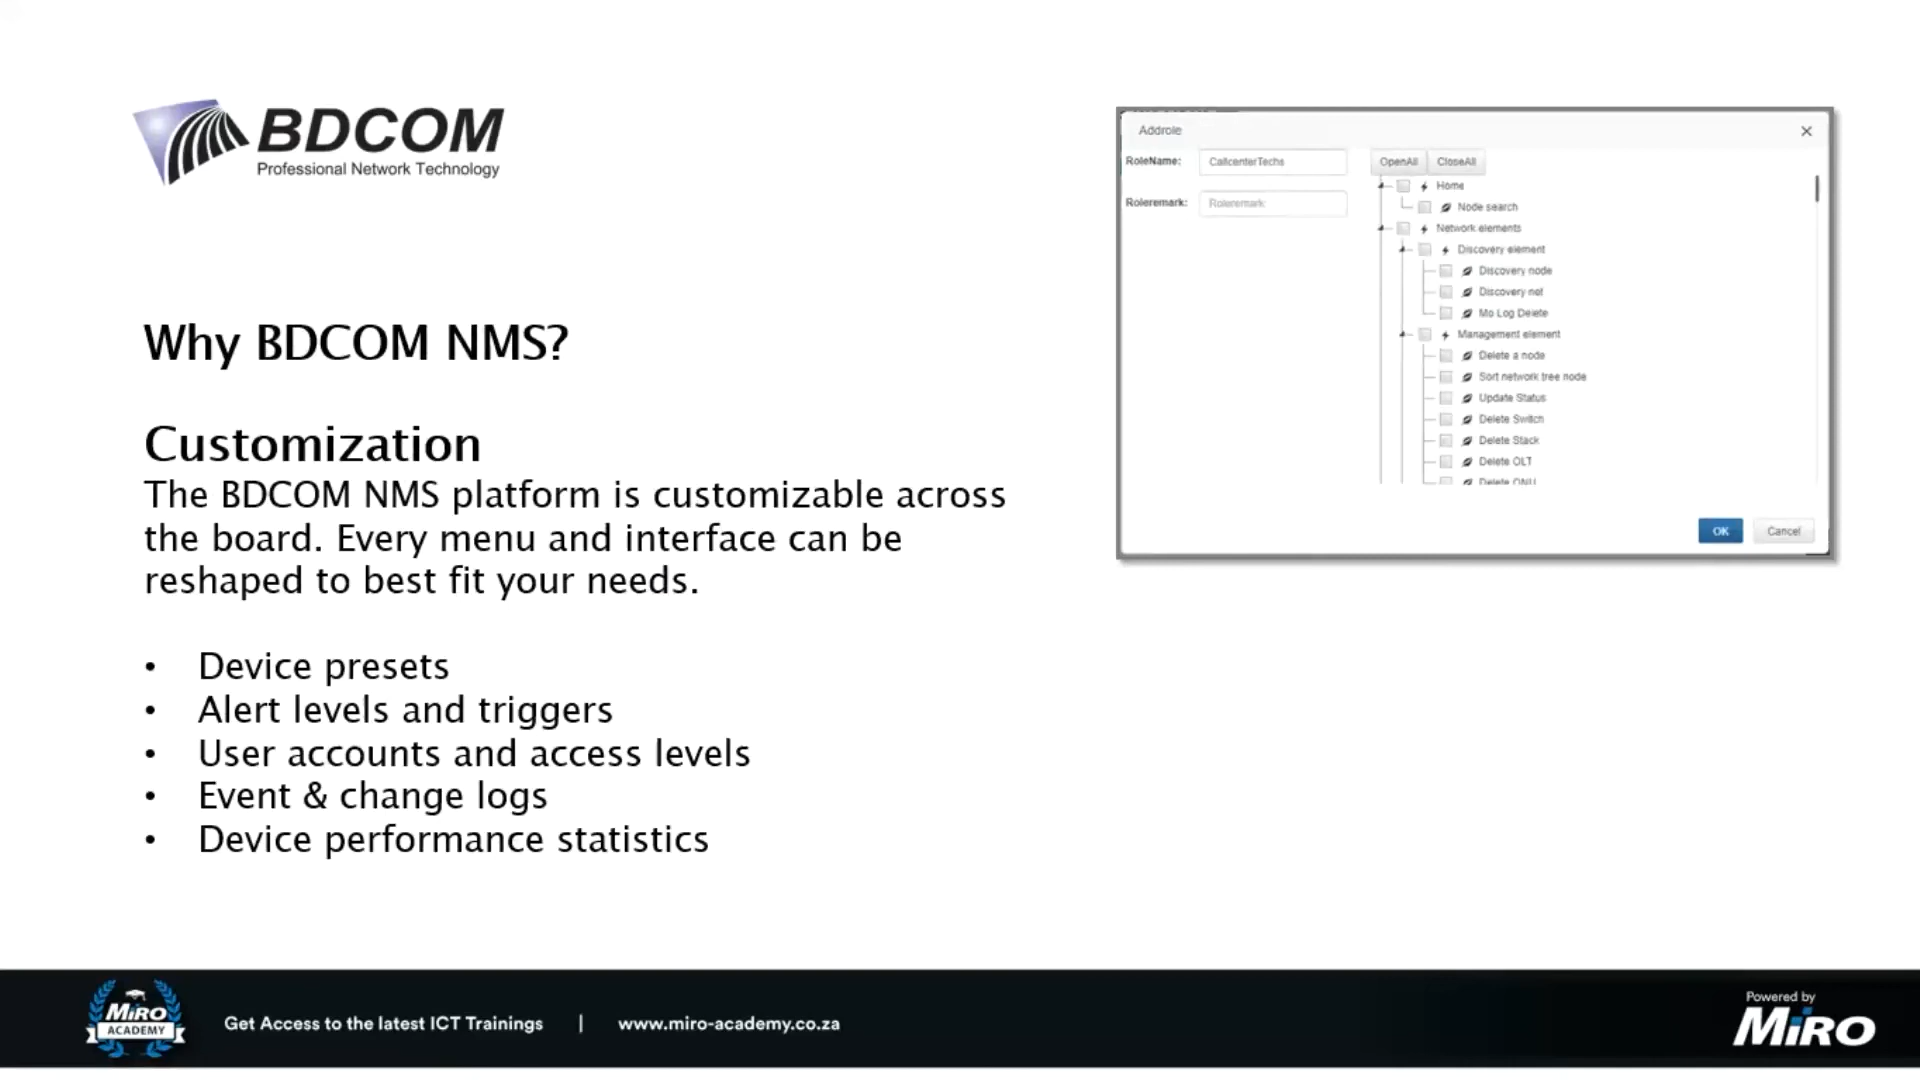 BDCOM
Professional Network Technology
Why BDCOM NMS?
Customization
The BDCOM NMS platform is customizable across
the board. Every menu and interface can be
reshaped to best fit your needs.
• Device presets
• Alert levels and triggers
• User accounts and access levels
• Event & change logs
• Device performance statistics
Addrole
RoleName: CallcenterTechs
Roleremark: Roleremark
OpenAll CloseAll
Home
Node search
Network elements
Discovery element
Discovery node
Discovery net
Mo Log Delete
Management element
Delete a node
Sort network tree node
Update Status
Delete Switch
Delete Stack
Delete OLT
Delete ONU
OK Cancel
MiRO
ACADEMY
Get Access to the latest ICT Trainings | www.miro-academy.co.za
Powered by
MiRO